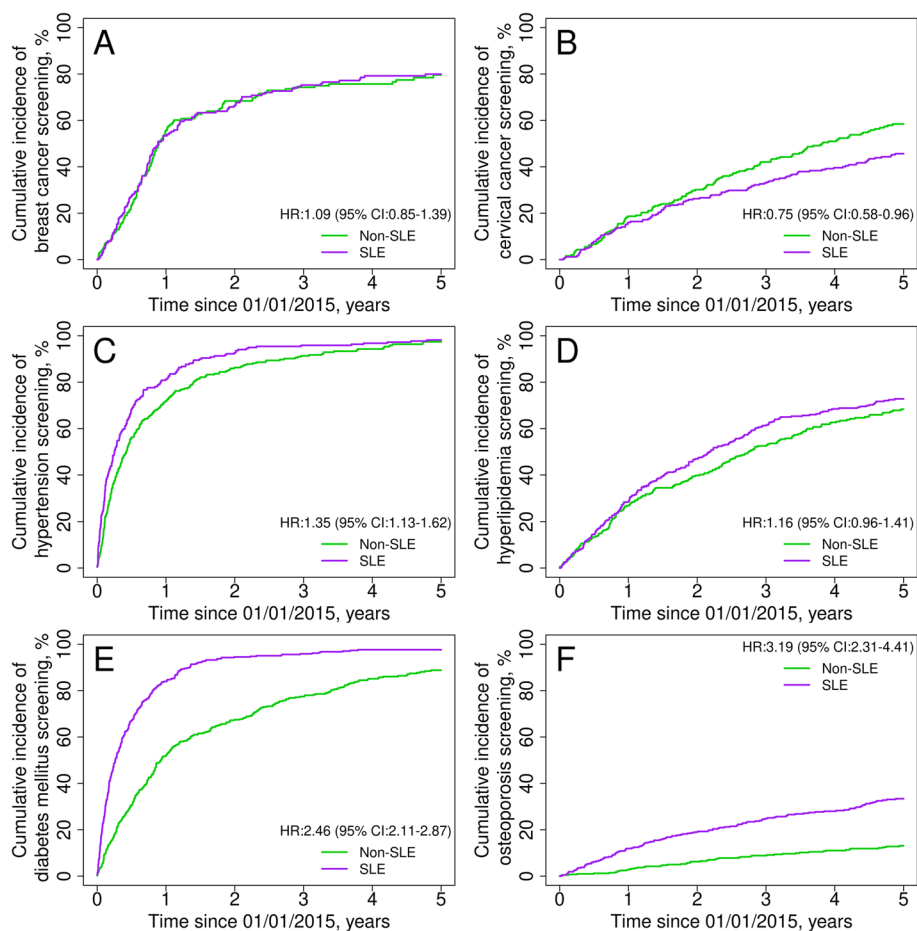 A
Cumulative incidence of
breast cancer screening, %
0 20 40 60 80 100
HR:1.09 (95% CI:0.85-1.39)
Non-SLE
SLE
0 1 2 3 4 5
Time since 01/01/2015, years
B
Cumulative incidence of
cervical cancer screening, %
0 20 40 60 80 100
HR:0.75 (95% CI:0.58-0.96)
Non-SLE
SLE
0 1 2 3 4 5
Time since 01/01/2015, years
C
Cumulative incidence of
hypertension screening, %
0 20 40 60 80 100
HR:1.35 (95% CI:1.13-1.62)
Non-SLE
SLE
0 1 2 3 4 5
Time since 01/01/2015, years
D
Cumulative incidence of
hyperlipidemia screening, %
0 20 40 60 80 100
HR:1.16 (95% CI:0.96-1.41)
Non-SLE
SLE
0 1 2 3 4 5
Time since 01/01/2015, years
E
Cumulative incidence of
diabetes mellitus screening, %
0 20 40 60 80 100
HR:2.46 (95% CI:2.11-2.87)
Non-SLE
SLE
0 1 2 3 4 5
Time since 01/01/2015, years
F
Cumulative incidence of
osteoporosis screening, %
0 20 40 60 80 100
HR:3.19 (95% CI:2.31-4.41)
Non-SLE
SLE
0 1 2 3 4 5
Time since 01/01/2015, years